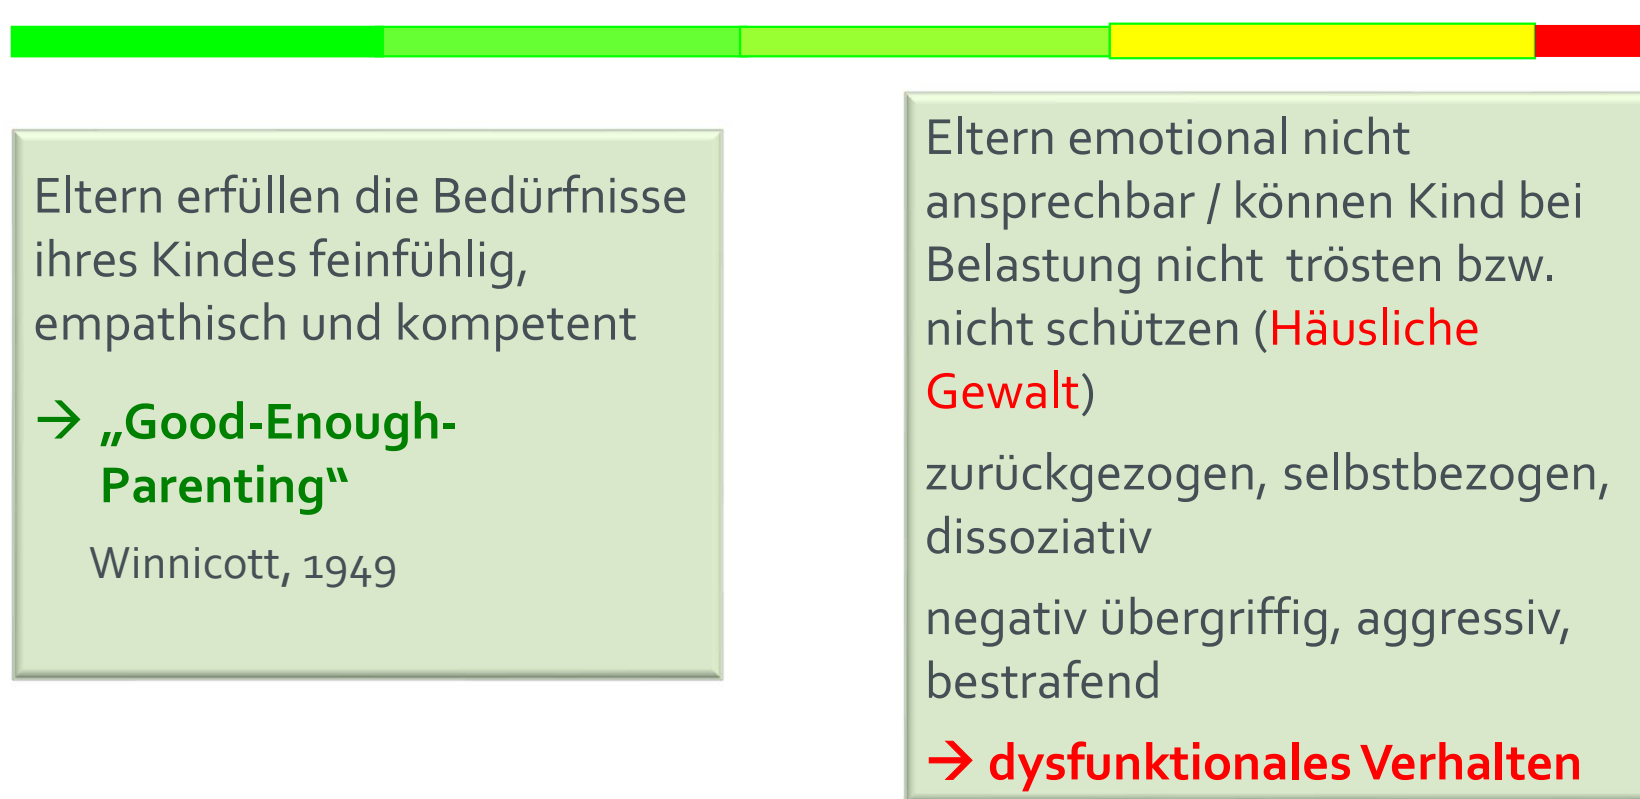 Eltern erfüllen die Bedürfnisse
ihres Kindes feinfühlig,
empathisch und kompetent
→ „Good-Enough-
Parenting“
Winnicott, 1949
Eltern emotional nicht
ansprechbar / können Kind bei
Belastung nicht trösten bzw.
nicht schützen (Häusliche
Gewalt)
zurückgezogen, selbstbezogen,
dissoziativ
negativ übergriffig, aggressiv,
bestrafend
→ dysfunktionales Verhalten